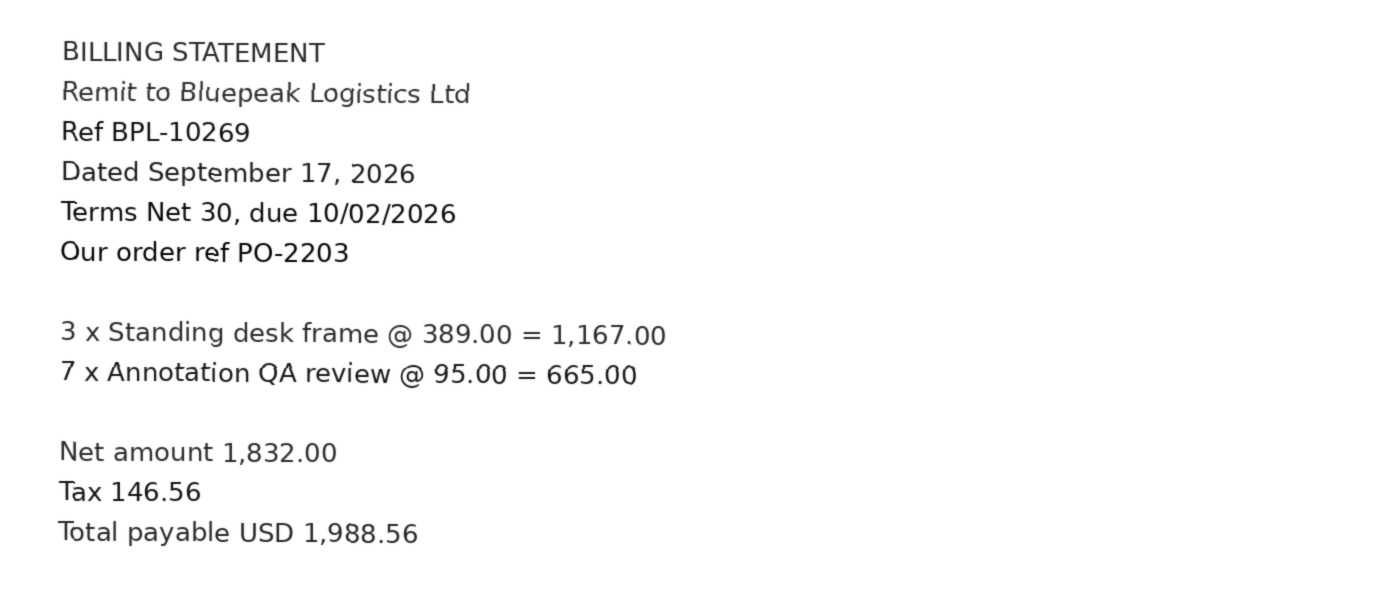 BILLING STATEMENT
Remit to Bluepeak Logistics Ltd
Ref BPL-10269
Dated September 17, 2026
Terms Net 30, due 10/02/2026
Our order ref PO-2203
3 x Standing desk frame @ 389.00 = 1,167.00
7 x Annotation QA review @ 95.00 = 665.00
Net amount 1,832.00
Tax 146.56
Total payable USD 1,988.56